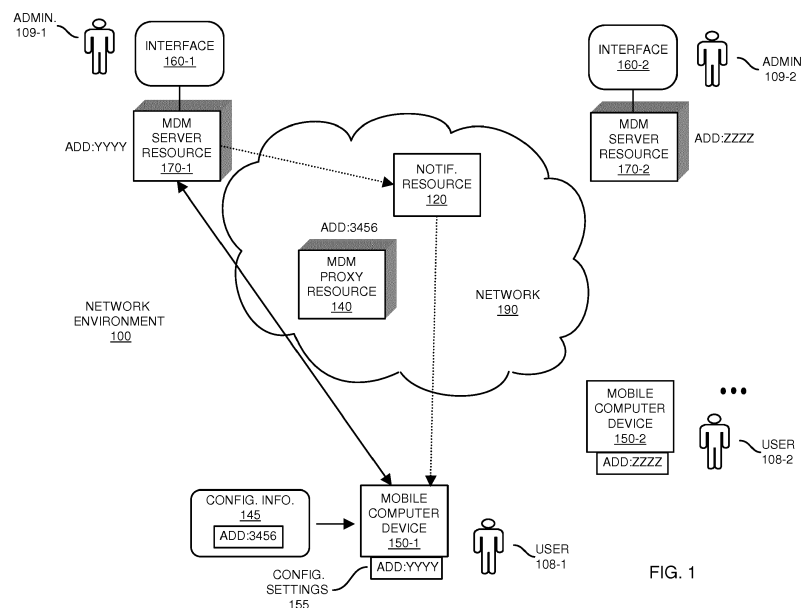 ADMIN.
109-1
INTERFACE
160-1
INTERFACE
160-2
ADMIN
109-2
MDM
SERVER
RESOURCE
170-1
ADD:YYYY
MDM
SERVER
RESOURCE
170-2
ADD:ZZZZ
NOTIF.
RESOURCE
120
ADD:3456
MDM
PROXY
RESOURCE
140
NETWORK
190
NETWORK
ENVIRONMENT
100
MOBILE
COMPUTER
DEVICE
150-2
ADD:ZZZZ
USER
108-2
CONFIG. INFO.
145
ADD:3456
MOBILE
COMPUTER
DEVICE
150-1
ADD:YYYY
USER
108-1
CONFIG.
SETTINGS
155
FIG. 1